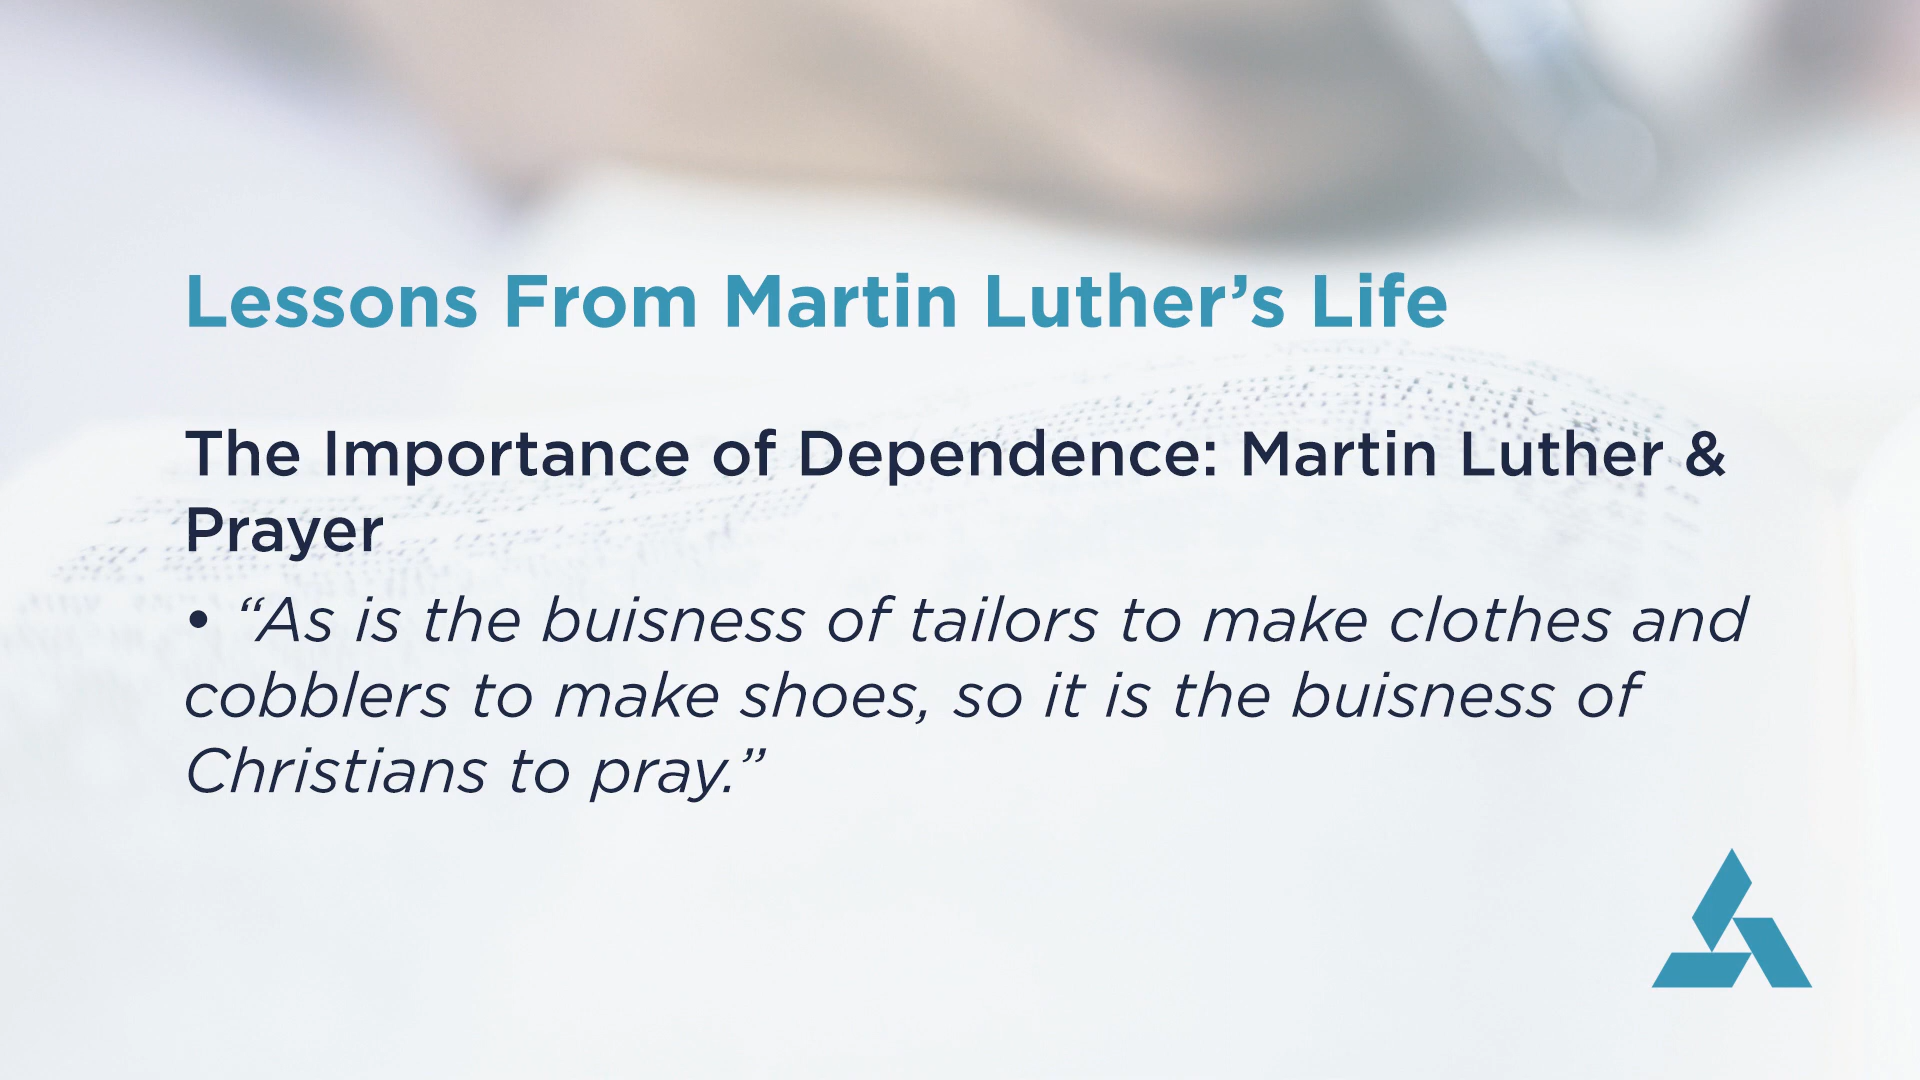 Lessons From Martin Luther’s Life
The Importance of Dependence: Martin Luther &
Prayer
• “As is the buisness of tailors to make clothes and
cobblers to make shoes, so it is the buisness of
Christians to pray.”